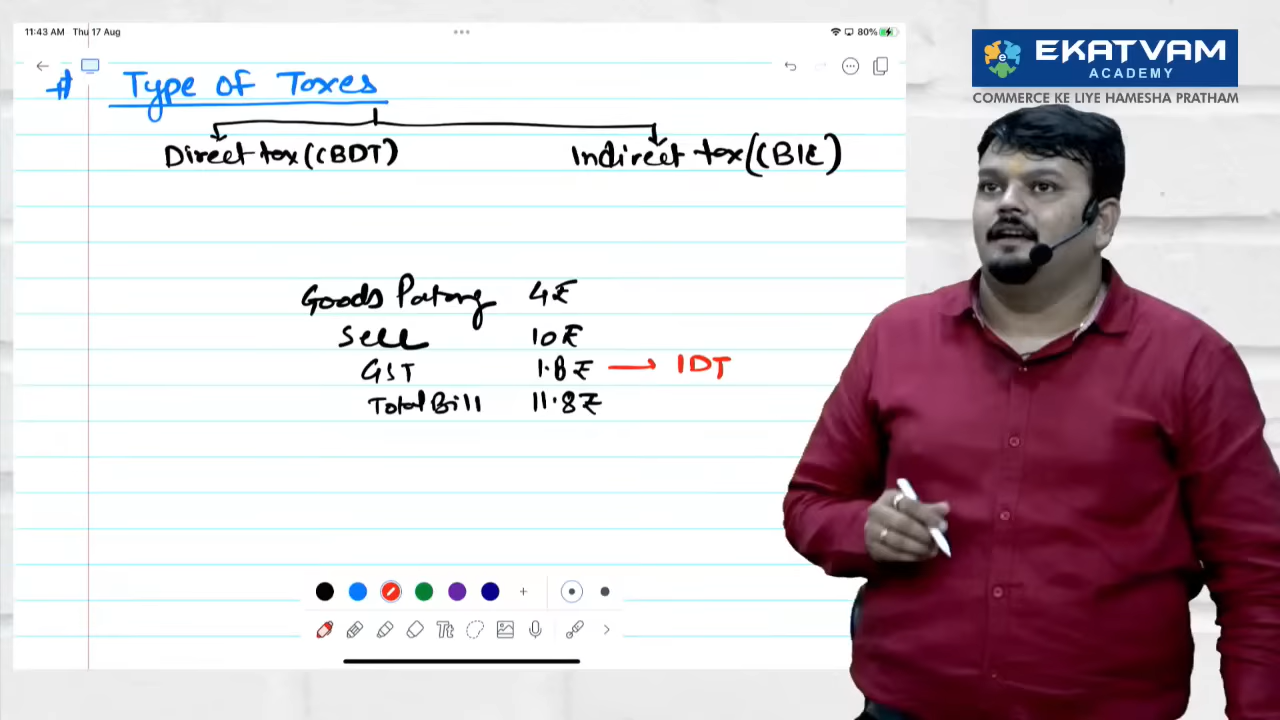 11:43 AM Thu 17 Aug
80%
EKATVAM
ACADEMY
COMMERCE KE LIYE HAMESHA PRATHAM
# Type of Taxes
Direct tax (CBDT) Indirect tax (CBIC)
Goods 4₹
Sell 10₹
GST 1.8₹ → IDT
Total Bill 11.8₹
Tt